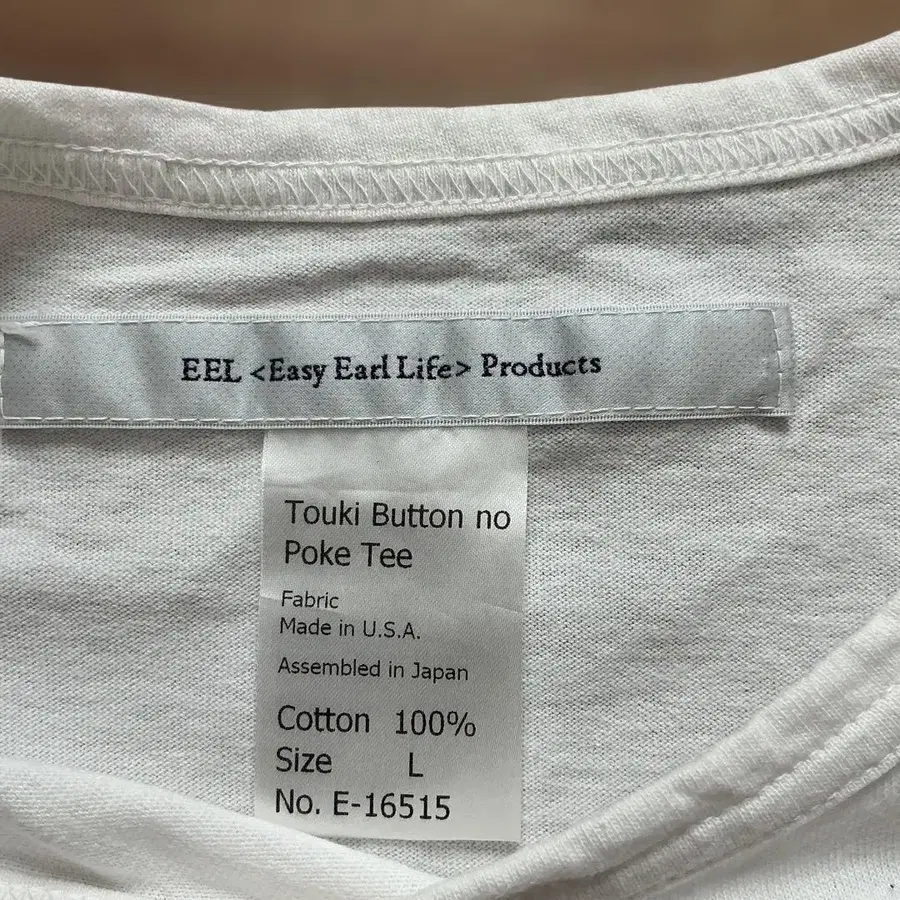 EEL <Easy Earl Life> Products
Touki Button no
Poke Tee
Fabric
Made in U.S.A.
Assembled in Japan
Cotton 100%
Size L
No. E-16515